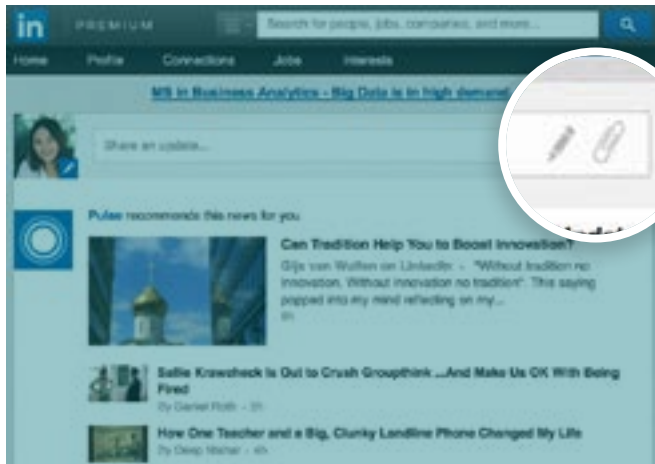 in PREMIUM Search for people, jobs, companies, and more...
Home Profile Connections Jobs Interests
MS in Business Analytics - Big Data is in high demand.
Share an update...
Pulse recommends this news for you
Can Tradition Help You to Boost Innovation?
Gijs van Wulfen on LinkedIn - "Without tradition no
innovation. Without innovation no tradition". This saying
popped into my mind reflecting on my...
Sallie Krawcheck Is Out to Crush Groupthink ...And Make Us OK With Being
Fired
By Daniel Roth
How One Teacher and a Big, Clunky Landline Phone Changed My Life
By Deep Nishar